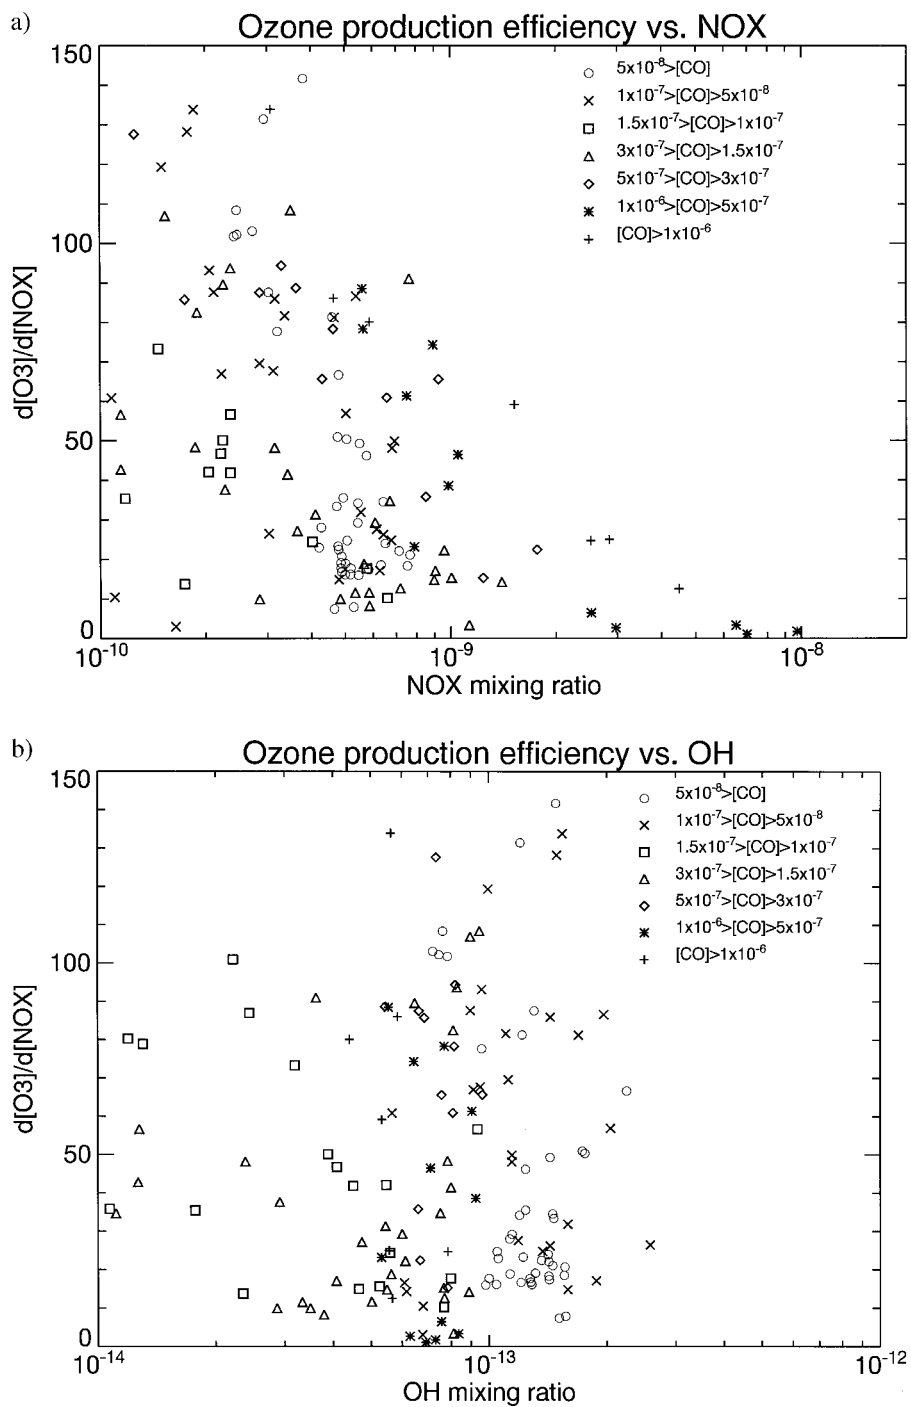 a)
Ozone production efficiency vs. NOX
150
100
50
0
d[O3]/d[NOX]
5x10⁻⁸>[CO]
1x10⁻⁷>[CO]>5x10⁻⁸
1.5x10⁻⁷>[CO]>1x10⁻⁷
3x10⁻⁷>[CO]>1.5x10⁻⁷
5x10⁻⁷>[CO]>3x10⁻⁷
1x10⁻⁶>[CO]>5x10⁻⁷
[CO]>1x10⁻⁶
10⁻¹⁰ 10⁻⁹ 10⁻⁸
NOX mixing ratio
b)
Ozone production efficiency vs. OH
150
100
50
0
d[O3]/d[NOX]
5x10⁻⁸>[CO]
1x10⁻⁷>[CO]>5x10⁻⁸
1.5x10⁻⁷>[CO]>1x10⁻⁷
3x10⁻⁷>[CO]>1.5x10⁻⁷
5x10⁻⁷>[CO]>3x10⁻⁷
1x10⁻⁶>[CO]>5x10⁻⁷
[CO]>1x10⁻⁶
10⁻¹⁴ 10⁻¹³ 10⁻¹²
OH mixing ratio